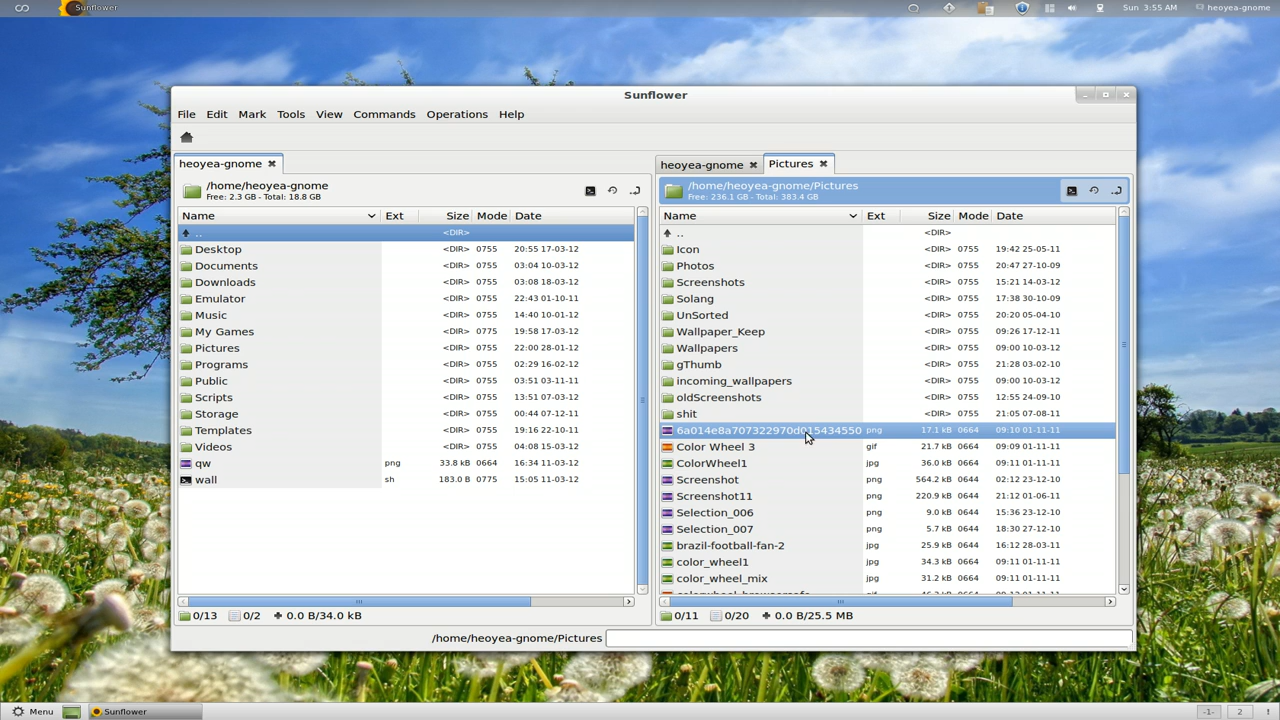 Sunflower
Sun 3:55 AM
heoyea-gnome
Sunflower
File Edit Mark Tools View Commands Operations Help
heoyea-gnome
/home/heoyea-gnome
Free: 2.3 GB - Total: 18.8 GB
Name Ext Size Mode Date
.. <DIR>
Desktop <DIR> 0755 20:55 17-03-12
Documents <DIR> 0755 03:04 10-03-12
Downloads <DIR> 0755 03:08 18-03-12
Emulator <DIR> 0755 22:43 01-10-11
Music <DIR> 0755 14:40 10-01-12
My Games <DIR> 0775 19:58 17-03-12
Pictures <DIR> 0755 22:00 28-01-12
Programs <DIR> 0755 02:29 16-02-12
Public <DIR> 0755 03:51 03-11-11
Scripts <DIR> 0755 13:51 07-03-12
Storage <DIR> 0755 00:44 07-12-11
Templates <DIR> 0755 19:16 22-10-11
Videos <DIR> 0755 04:08 15-03-12
qw png 33.8 kB 0664 16:34 11-03-12
wall sh 183.0 B 0775 15:05 11-03-12
0/13 0/2 0.0 B/34.0 kB
heoyea-gnome Pictures
/home/heoyea-gnome/Pictures
Free: 236.1 GB - Total: 383.4 GB
Name Ext Size Mode Date
.. <DIR>
Icon <DIR> 0755 19:42 25-05-11
Photos <DIR> 0755 20:47 27-10-09
Screenshots <DIR> 0755 15:21 14-03-12
Solang <DIR> 0755 17:38 30-10-09
UnSorted <DIR> 0755 20:20 05-04-10
Wallpaper_Keep <DIR> 0755 09:26 17-12-11
Wallpapers <DIR> 0755 09:00 10-03-12
gThumb <DIR> 0755 21:28 03-02-10
incoming_wallpapers <DIR> 0755 09:00 10-03-12
oldScreenshots <DIR> 0755 12:55 24-09-10
shit <DIR> 0755 21:05 07-08-11
6a014e8a707322970d015434550 png 17.1 kB 0664 09:10 01-11-11
Color Wheel 3 gif 21.7 kB 0664 09:09 01-11-11
ColorWheel1 jpg 36.0 kB 0664 09:11 01-11-11
Screenshot png 564.2 kB 0644 02:12 23-12-10
Screenshot11 png 220.9 kB 0644 21:12 01-06-11
Selection_006 png 9.0 kB 0644 15:36 23-12-10
Selection_007 png 5.7 kB 0644 18:30 27-12-10
brazil-football-fan-2 jpg 25.9 kB 0644 16:12 28-03-11
color_wheel1 jpg 34.3 kB 0664 09:11 01-11-11
color_wheel_mix jpg 31.2 kB 0664 09:11 01-11-11
0/11 0/20 0.0 B/25.5 MB
/home/heoyea-gnome/Pictures
Menu
Sunflower
-1-
2